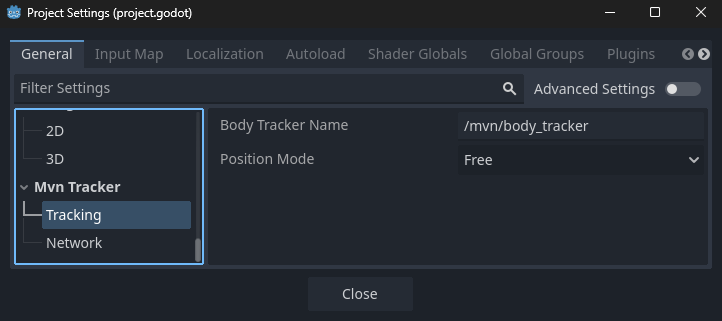 Project Settings (project.godot)
General Input Map Localization Autoload Shader Globals Global Groups Plugins
Filter Settings Advanced Settings
2D
3D
Mvn Tracker
Tracking
Network
Body Tracker Name /mvn/body_tracker
Position Mode Free
Close